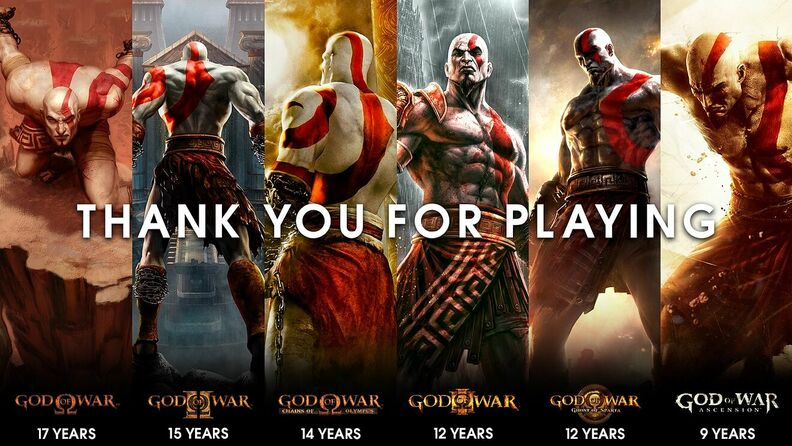 THANK YOU FOR PLAYING
GOD OF WAR
17 YEARS
GOD OF WAR II
15 YEARS
GOD OF WAR
CHAINS OF OLYMPUS
14 YEARS
GOD OF WAR III
12 YEARS
GOD OF WAR
GHOST OF SPARTA
12 YEARS
GOD OF WAR
ASCENSION
9 YEARS